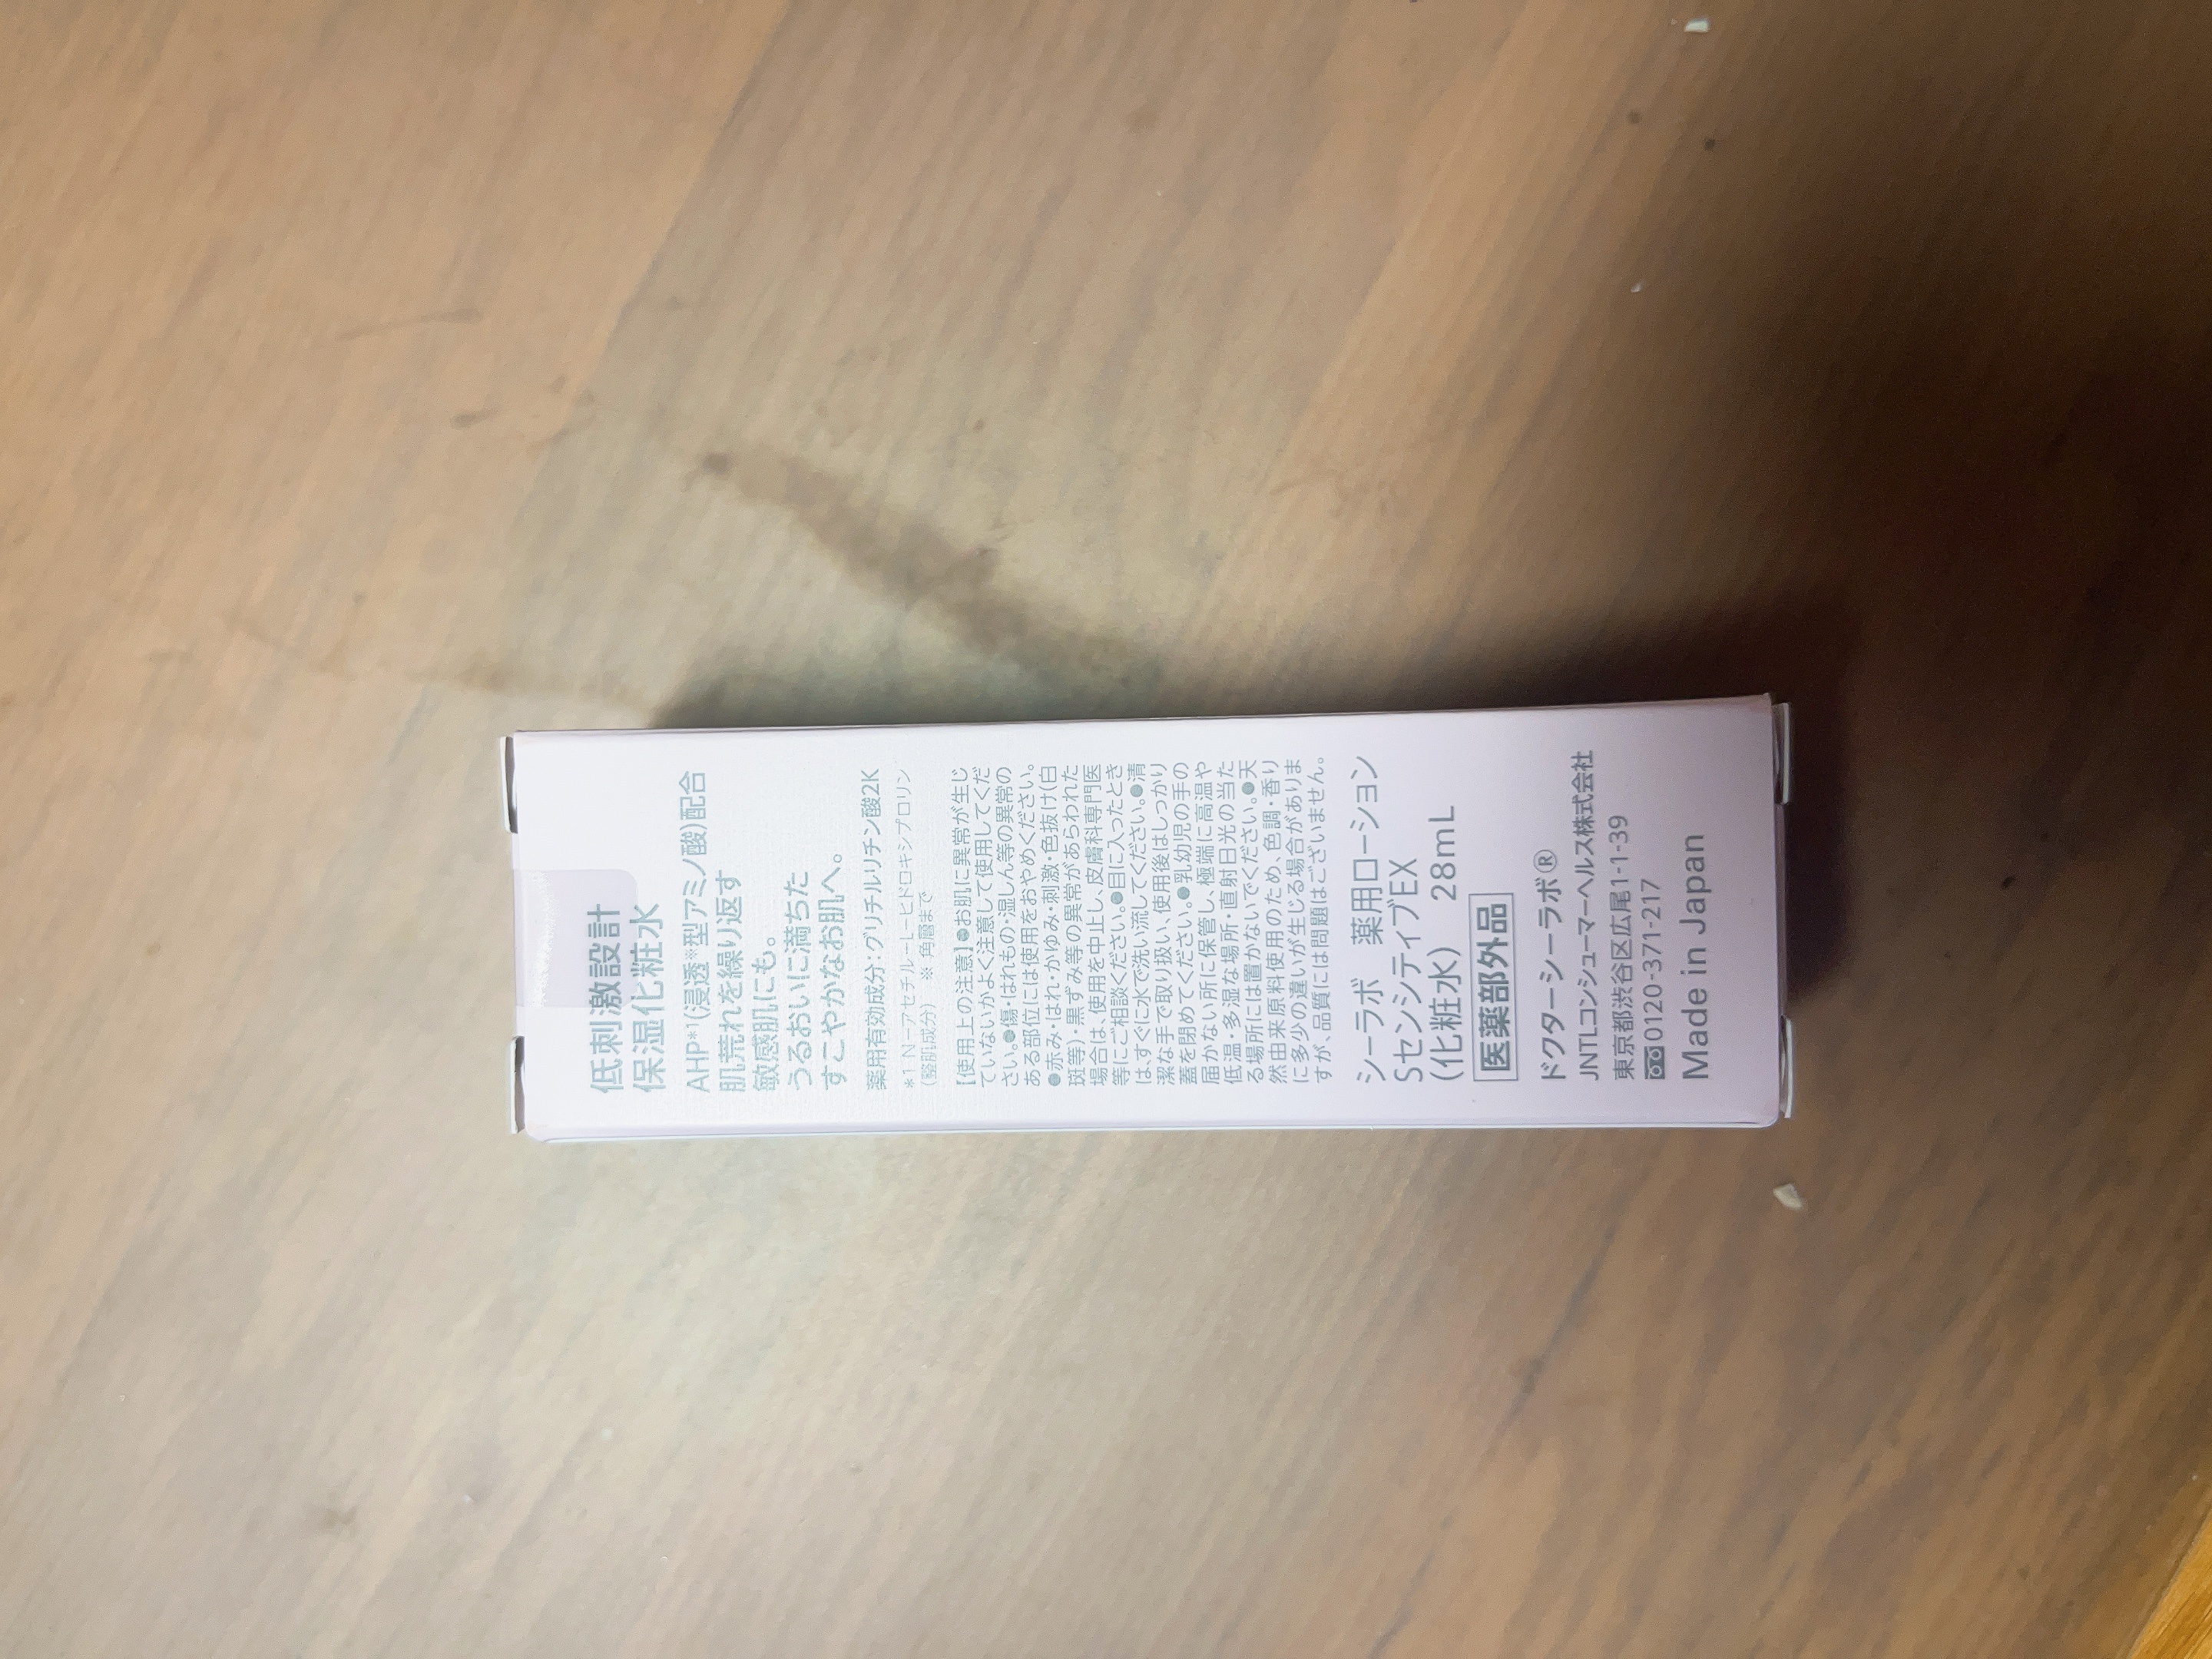 低刺激設計
保湿化粧水
AHP*1(浸透※型アミノ酸)配合
肌荒れを繰り返す
敏感肌にも。
うるおいに満ちた
すこやかなお肌へ。
薬用有効成分:グリチルリチン酸2K
*1 N-アセチル-L-ヒドロキシプロリン
(整肌成分) ※ 角層まで
【使用上の注意】●お肌に異常が生じ
ていないかよく注意して使用してくだ
さい。●傷・はれもの・湿しん等の異常の
ある部位には使用をおやめください。
●赤み・はれ・かゆみ・刺激・色抜け(白
斑等)・黒ずみ等の異常があらわれた
場合は、使用を中止し、皮膚科専門医
等にご相談ください。●目に入ったとき
は、すぐに水で洗い流してください。●清
潔な手で取り扱い、使用後はしっかり
蓋を閉めてください。●乳幼児の手の
届かない所に保管し、極端に高温や
低温・多湿な場所・直射日光の当た
る場所には置かないでください。●天
然由来原料使用のため、色調・香り
に多少の違いが生じる場合がありま
すが、品質には問題はございません。
シーラボ 薬用ローション
SセンシティブEX
(化粧水) 28mL
医薬部外品
ドクターシーラボ®
JNTLコンシューマーヘルス株式会社
東京都渋谷区広尾1-1-39
0120-371-217
Made in Japan